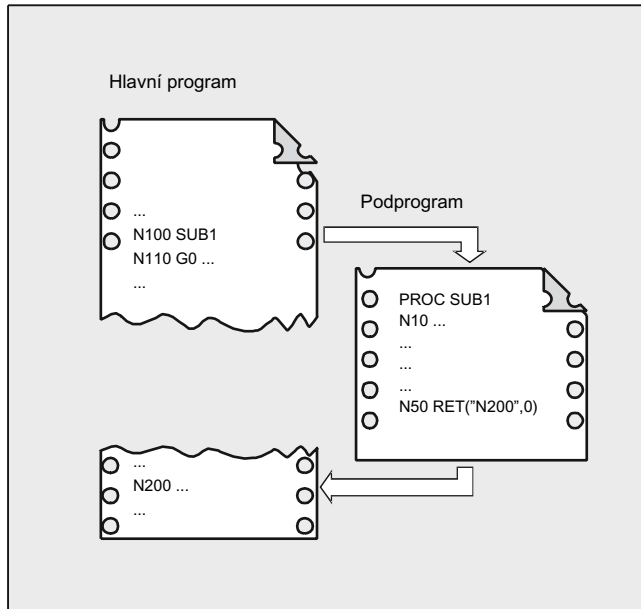 Hlavní program
...
N100 SUB1
N110 G0 ...
...
Podprogram
PROC SUB1
N10 ...
...
...
...
N50 RET("N200",0)
...
N200 ...
...